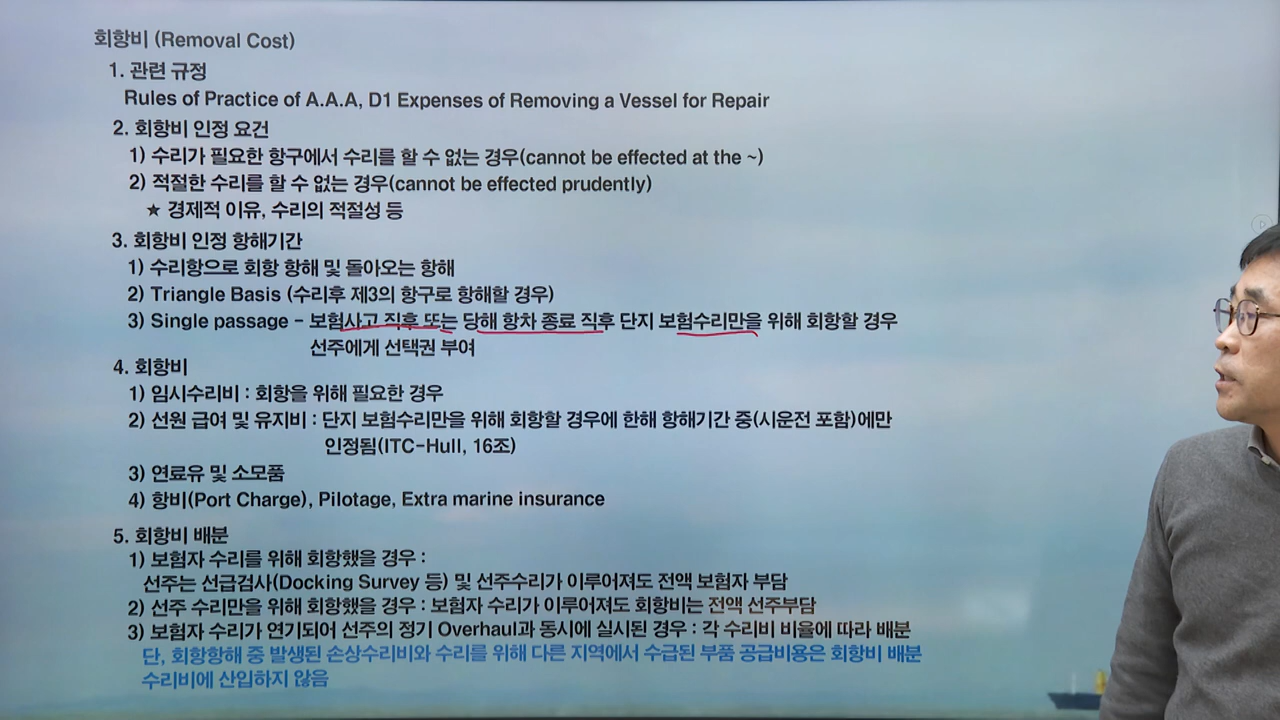 회항비 (Removal Cost)
1. 관련 규정
Rules of Practice of A.A.A, D1 Expenses of Removing a Vessel for Repair
2. 회항비 인정 요건
1) 수리가 필요한 항구에서 수리를 할 수 없는 경우(cannot be effected at the ~)
2) 적절한 수리를 할 수 없는 경우(cannot be effected prudently)
★ 경제적 이유, 수리의 적절성 등
3. 회항비 인정 항해기간
1) 수리항으로 회항 항해 및 돌아오는 항해
2) Triangle Basis (수리후 제3의 항구로 항해할 경우)
3) Single passage - 보험사고 직후 또는 당해 항차 종료 직후 단지 보험수리만을 위해 회항할 경우
선주에게 선택권 부여
4. 회항비
1) 임시수리비 : 회항을 위해 필요한 경우
2) 선원 급여 및 유지비 : 단지 보험수리만을 위해 회항할 경우에 한해 항해기간 중(시운전 포함)에만
인정됨(ITC-Hull, 16조)
3) 연료유 및 소모품
4) 항비(Port Charge), Pilotage, Extra marine insurance
5. 회항비 배분
1) 보험자 수리를 위해 회항했을 경우 :
선주는 선급검사(Docking Survey 등) 및 선주수리가 이루어져도 전액 보험자 부담
2) 선주 수리만을 위해 회항했을 경우 : 보험자 수리가 이루어져도 회항비는 전액 선주부담
3) 보험자 수리가 연기되어 선주의 정기 Overhaul과 동시에 실시된 경우 : 각 수리비 비율에 따라 배분
단, 회항항해 중 발생된 손상수리비와 수리를 위해 다른 지역에서 수급된 부품 공급비용은 회항비 배분
수리비에 산입하지 않음